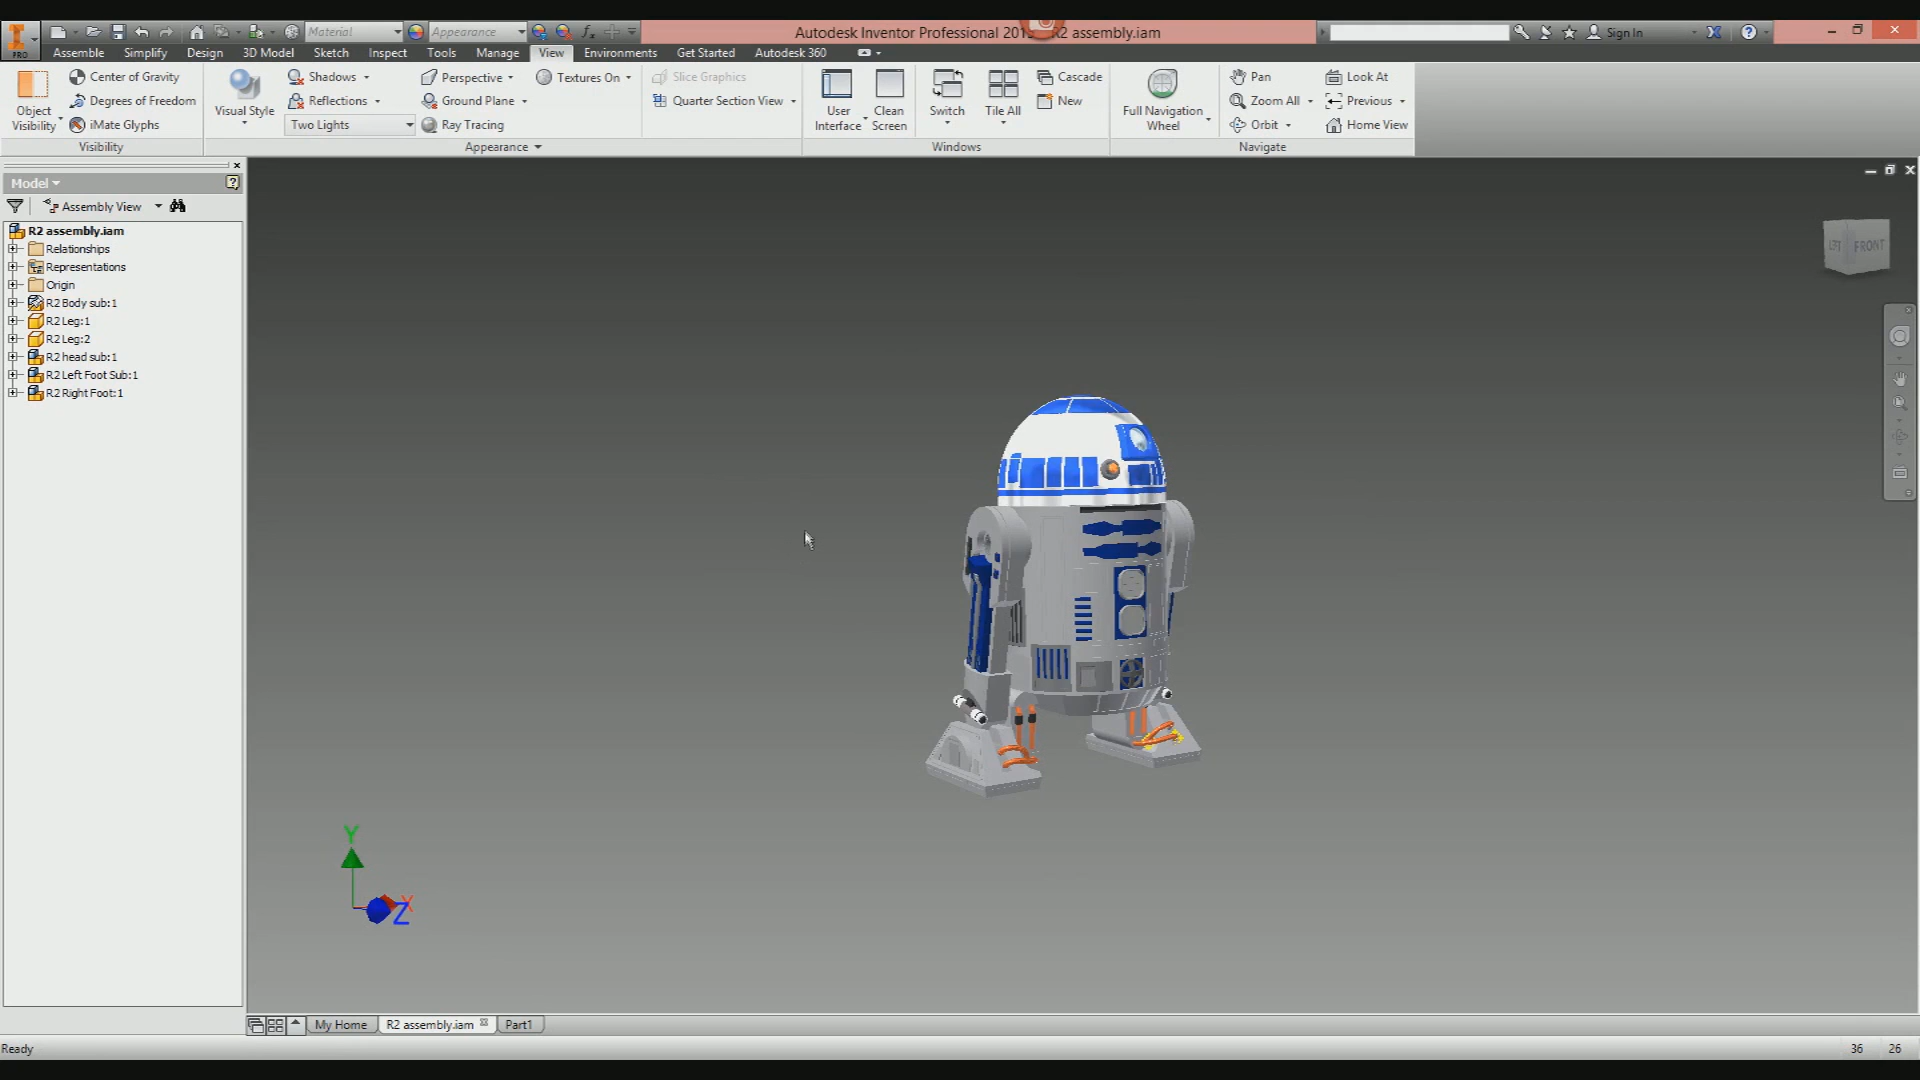 Material
Appearance
Autodesk Inventor Professional 201
R2 assembly.iam
Sign In
PRO
Assemble Simplify Design 3D Model Sketch Inspect Tools Manage View Environments Get Started Autodesk 360
Object
Visibility
Center of Gravity
Degrees of Freedom
iMate Glyphs
Visibility
Visual Style
Shadows
Reflections
Two Lights
Perspective
Ground Plane
Ray Tracing
Textures On
Appearance
Slice Graphics
Quarter Section View
User
Interface
Clean
Screen
Switch
Tile All
Cascade
New
Windows
Full Navigation
Wheel
Pan
Zoom All
Orbit
Look At
Previous
Home View
Navigate
Model
Assembly View
R2 assembly.iam
Relationships
Representations
Origin
R2 Body sub:1
R2 Leg:1
R2 Leg:2
R2 head sub:1
R2 Left Foot Sub:1
R2 Right Foot:1
FRONT
Y
X
Z
My Home R2 assembly.iam Part1
Ready
36 26